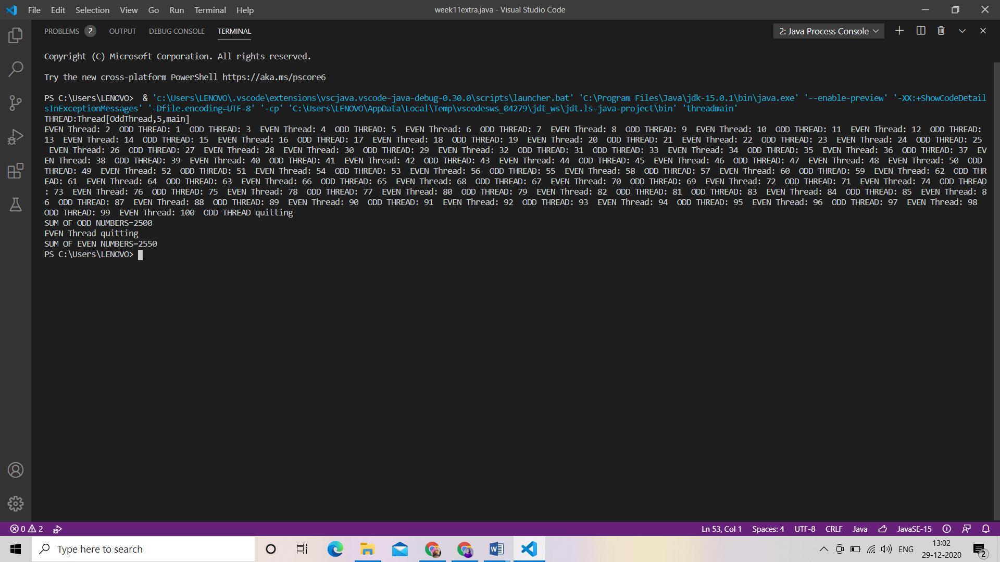 File Edit Selection View Go Run Terminal Help week11extra.java - Visual Studio Code
PROBLEMS 2 OUTPUT DEBUG CONSOLE TERMINAL 2: Java Process Console
Copyright (C) Microsoft Corporation. All rights reserved.
Try the new cross-platform PowerShell https://aka.ms/pscore6
PS C:\Users\LENOVO>  & 'c:\Users\LENOVO\.vscode\extensions\vscjava.vscode-java-debug-0.30.0\scripts\launcher.bat' 'C:\Program Files\Java\jdk-15.0.1\bin\java.exe' '--enable-preview' '-XX:+ShowCodeDetail
sInExceptionMessages' '-Dfile.encoding=UTF-8' '-cp' 'C:\Users\LENOVO\AppData\Local\Temp\vscodesws_04279\jdt_ws\jdt.ls-java-project\bin' 'threadmain'
THREAD:Thread[OddThread,5,main]
EVEN Thread: 2  ODD THREAD: 1  ODD THREAD: 3  EVEN Thread: 4  ODD THREAD: 5  EVEN Thread: 6  ODD THREAD: 7  EVEN Thread: 8  ODD THREAD: 9  EVEN Thread: 10  ODD THREAD: 11  EVEN Thread: 12  ODD THREAD:
13  EVEN Thread: 14  ODD THREAD: 15  EVEN Thread: 16  ODD THREAD: 17  EVEN Thread: 18  ODD THREAD: 19  EVEN Thread: 20  ODD THREAD: 21  EVEN Thread: 22  ODD THREAD: 23  EVEN Thread: 24  ODD THREAD: 25
EVEN Thread: 26  ODD THREAD: 27  EVEN Thread: 28  EVEN Thread: 30  ODD THREAD: 29  EVEN Thread: 32  ODD THREAD: 31  ODD THREAD: 33  EVEN Thread: 34  ODD THREAD: 35  EVEN Thread: 36  ODD THREAD: 37  EV
EN Thread: 38  ODD THREAD: 39  EVEN Thread: 40  ODD THREAD: 41  EVEN Thread: 42  ODD THREAD: 43  EVEN Thread: 44  ODD THREAD: 45  EVEN Thread: 46  ODD THREAD: 47  EVEN Thread: 48  EVEN Thread: 50  ODD
THREAD: 49  EVEN Thread: 52  ODD THREAD: 51  EVEN Thread: 54  ODD THREAD: 53  EVEN Thread: 56  ODD THREAD: 55  EVEN Thread: 58  ODD THREAD: 57  EVEN Thread: 60  ODD THREAD: 59  EVEN Thread: 62  ODD THR
EAD: 61  EVEN Thread: 64  ODD THREAD: 63  EVEN Thread: 66  ODD THREAD: 65  EVEN Thread: 68  ODD THREAD: 67  EVEN Thread: 70  ODD THREAD: 69  EVEN Thread: 72  ODD THREAD: 71  EVEN Thread: 74  ODD THREAD
: 73  EVEN Thread: 76  ODD THREAD: 75  EVEN Thread: 78  ODD THREAD: 77  EVEN Thread: 80  ODD THREAD: 79  EVEN Thread: 82  ODD THREAD: 81  ODD THREAD: 83  EVEN Thread: 84  ODD THREAD: 85  EVEN Thread: 8
6  ODD THREAD: 87  EVEN Thread: 88  ODD THREAD: 89  EVEN Thread: 90  ODD THREAD: 91  EVEN Thread: 92  ODD THREAD: 93  EVEN Thread: 94  ODD THREAD: 95  EVEN Thread: 96  ODD THREAD: 97  EVEN Thread: 98
ODD THREAD: 99  EVEN Thread: 100  ODD THREAD quitting
SUM OF ODD NUMBERS=2500
EVEN Thread quitting
SUM OF EVEN NUMBERS=2550
PS C:\Users\LENOVO>
0 2 Ln 53, Col 1 Spaces: 4 UTF-8 CRLF Java JavaSE-15
Type here to search ENG 13:02
29-12-2020 2